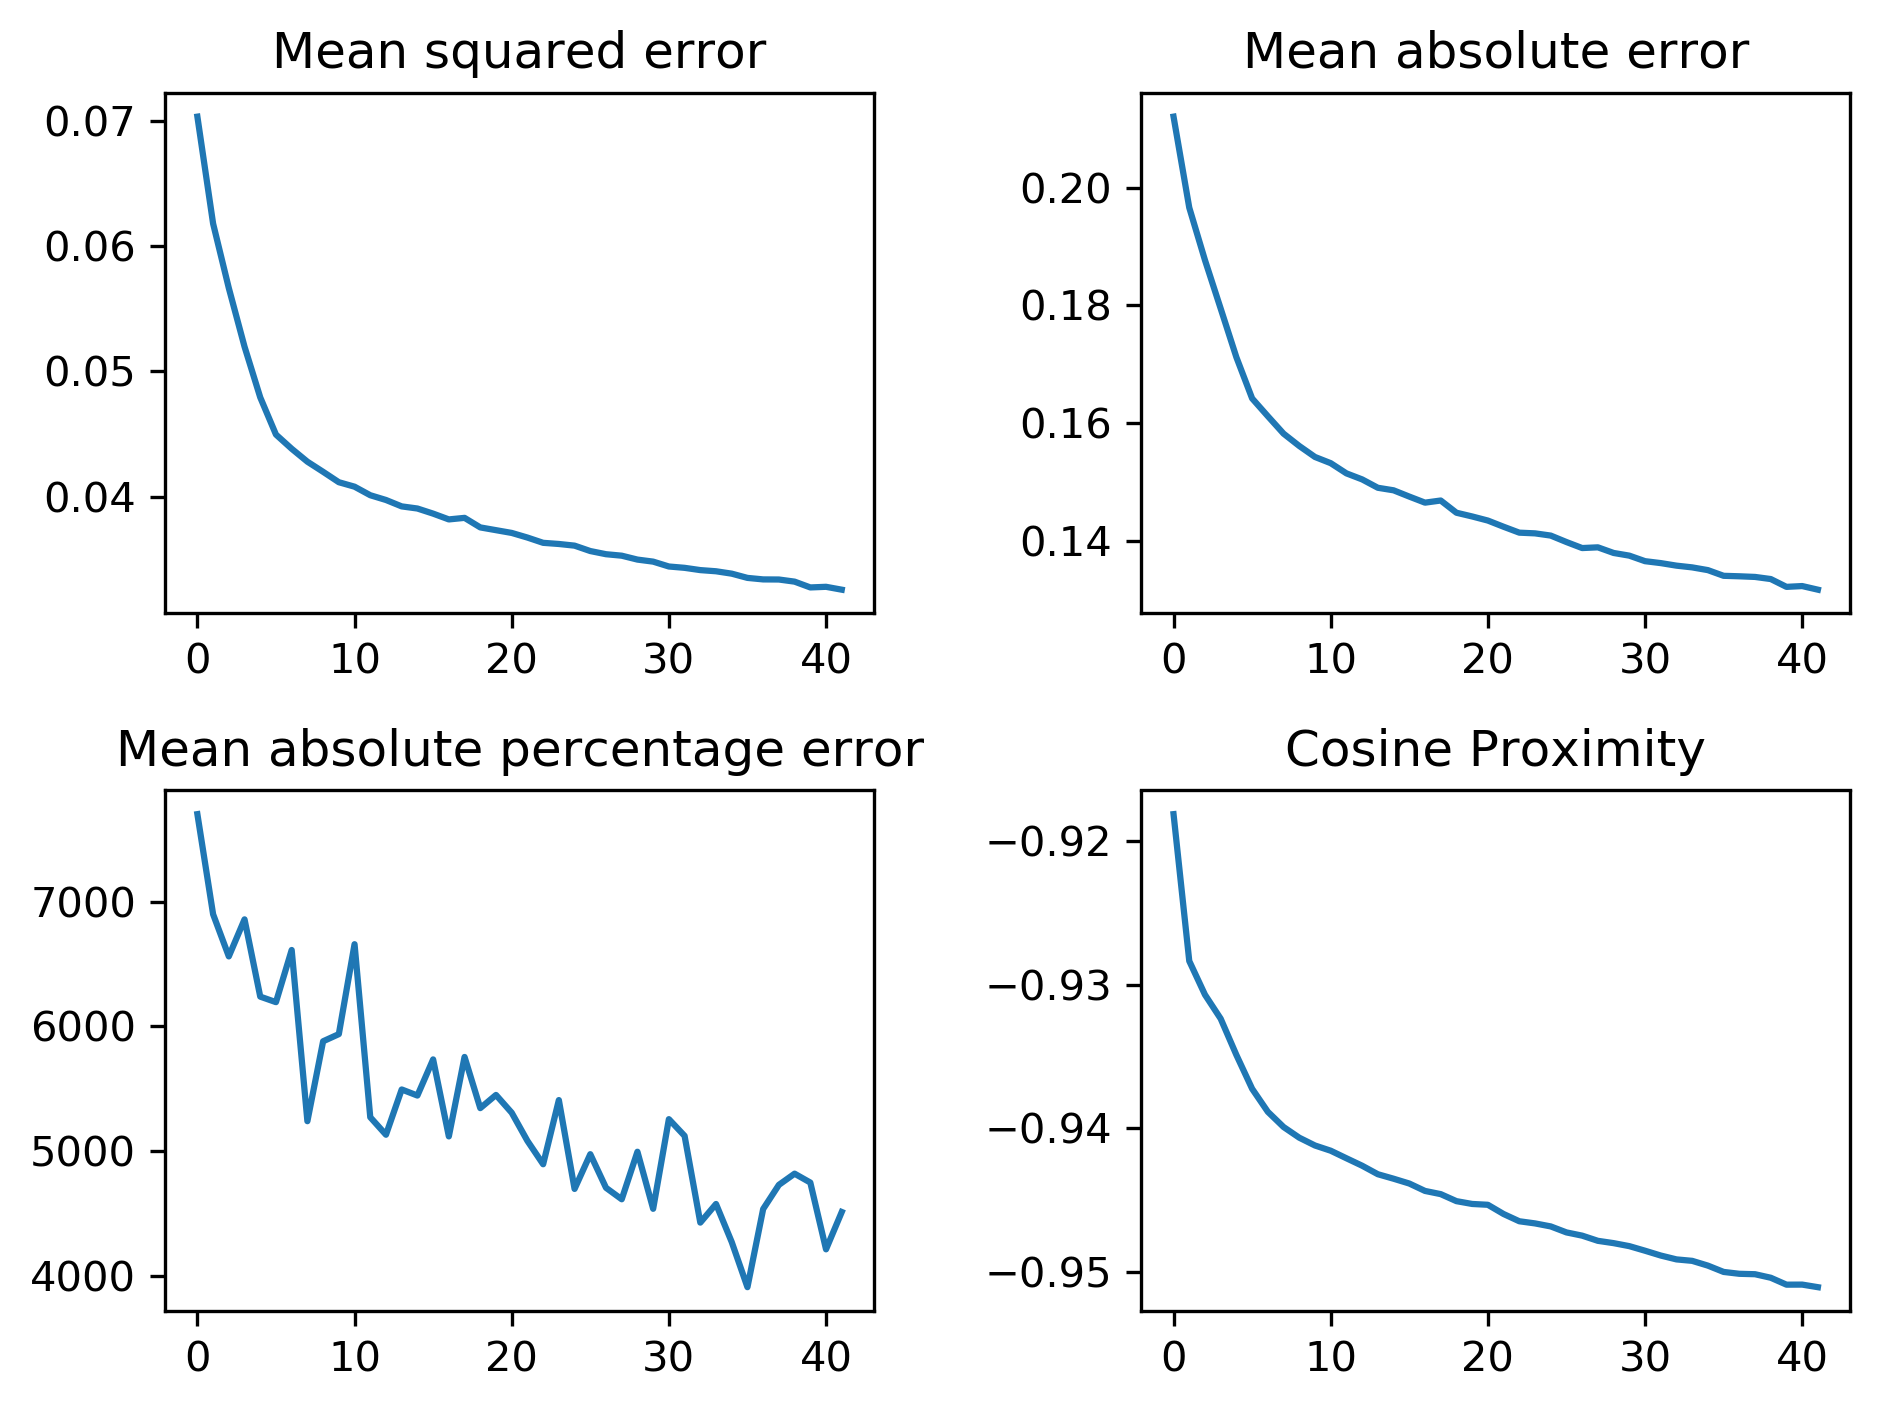 Mean squared error
0.07
0.06
0.05
0.04
0 10 20 30 40
Mean absolute error
0.20
0.18
0.16
0.14
0 10 20 30 40
Mean absolute percentage error
7000
6000
5000
4000
0 10 20 30 40
Cosine Proximity
−0.92
−0.93
−0.94
−0.95
0 10 20 30 40